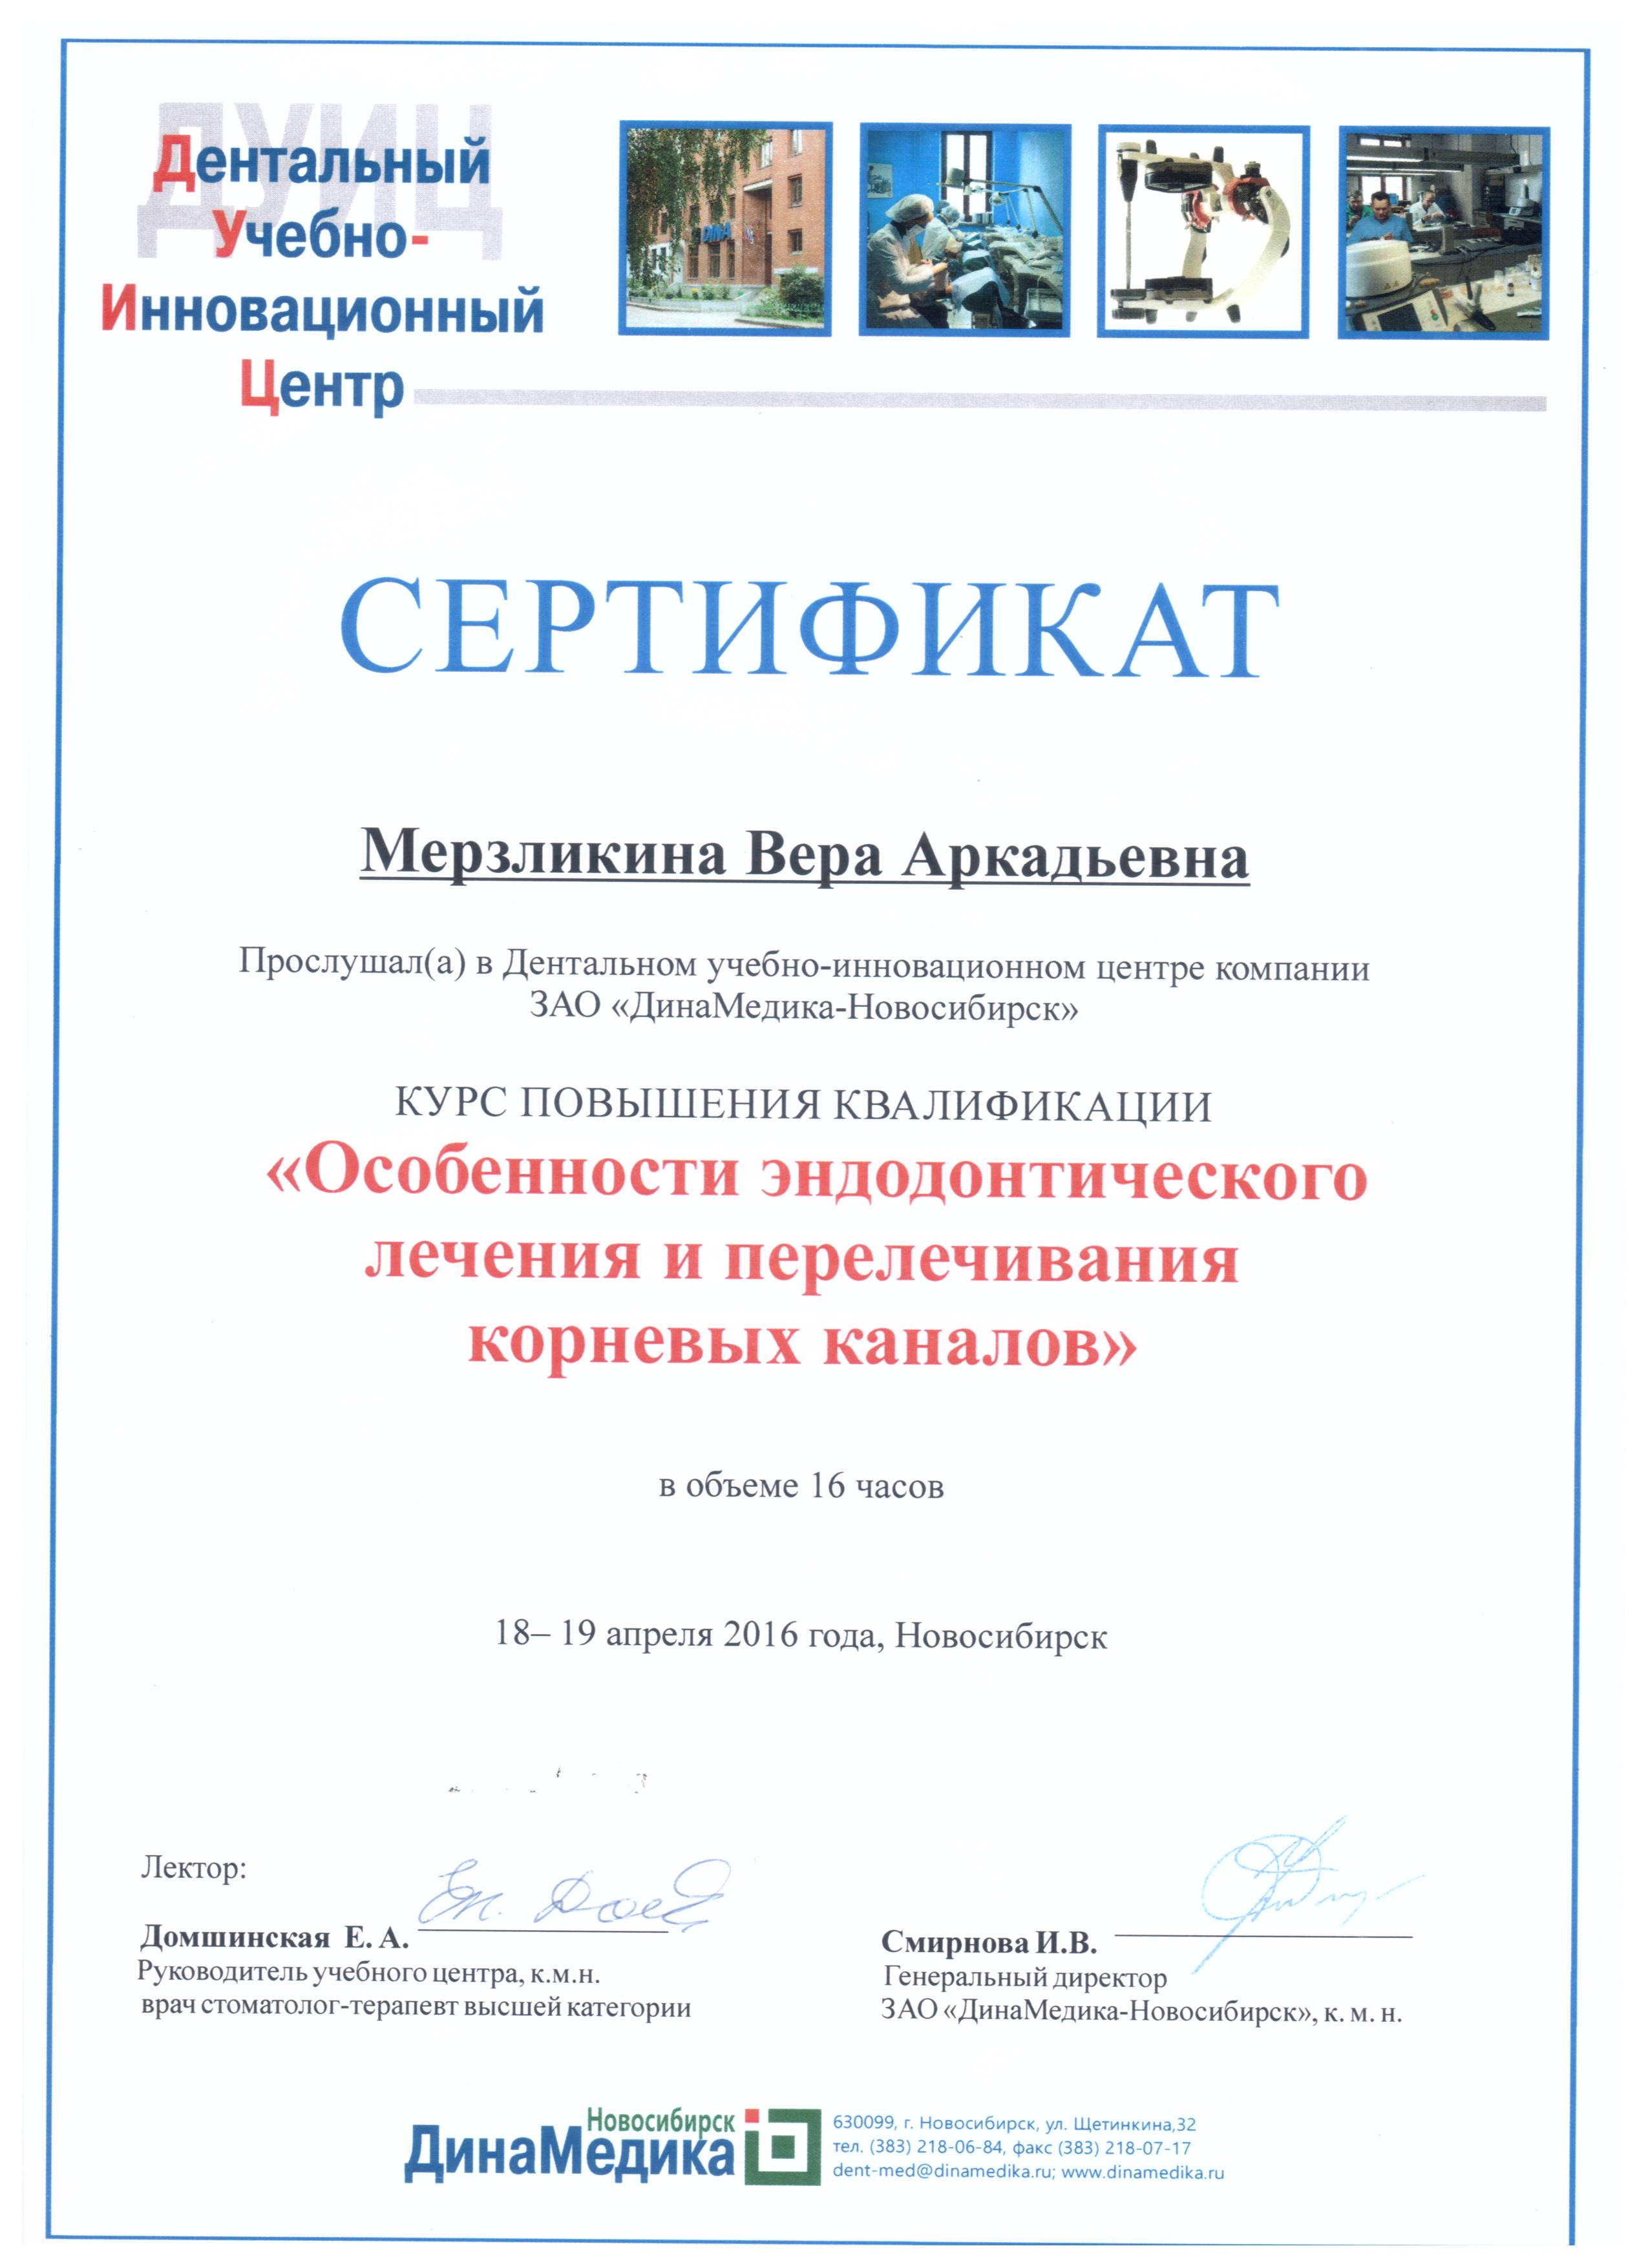 ДУИЦ
Дентальный
Учебно-
Инновационный
Центр
DINA
СЕРТИФИКАТ
Мерзликина Вера Аркадьевна
Прослушал(а) в Дентальном учебно-инновационном центре компании
ЗАО «ДинаМедика-Новосибирск»
КУРС ПОВЫШЕНИЯ КВАЛИФИКАЦИИ
«Особенности эндодонтического
лечения и перелечивания
корневых каналов»
в объеме 16 часов
18– 19 апреля 2016 года, Новосибирск
Лектор:
Домшинская Е. А.
Руководитель учебного центра, к.м.н.
врач стоматолог-терапевт высшей категории
Смирнова И.В.
Генеральный директор
ЗАО «ДинаМедика-Новосибирск», к. м. н.
Новосибирск
ДинаМедика
630099, г. Новосибирск, ул. Щетинкина,32
тел. (383) 218-06-84, факс (383) 218-07-17
dent-med@dinamedika.ru; www.dinamedika.ru